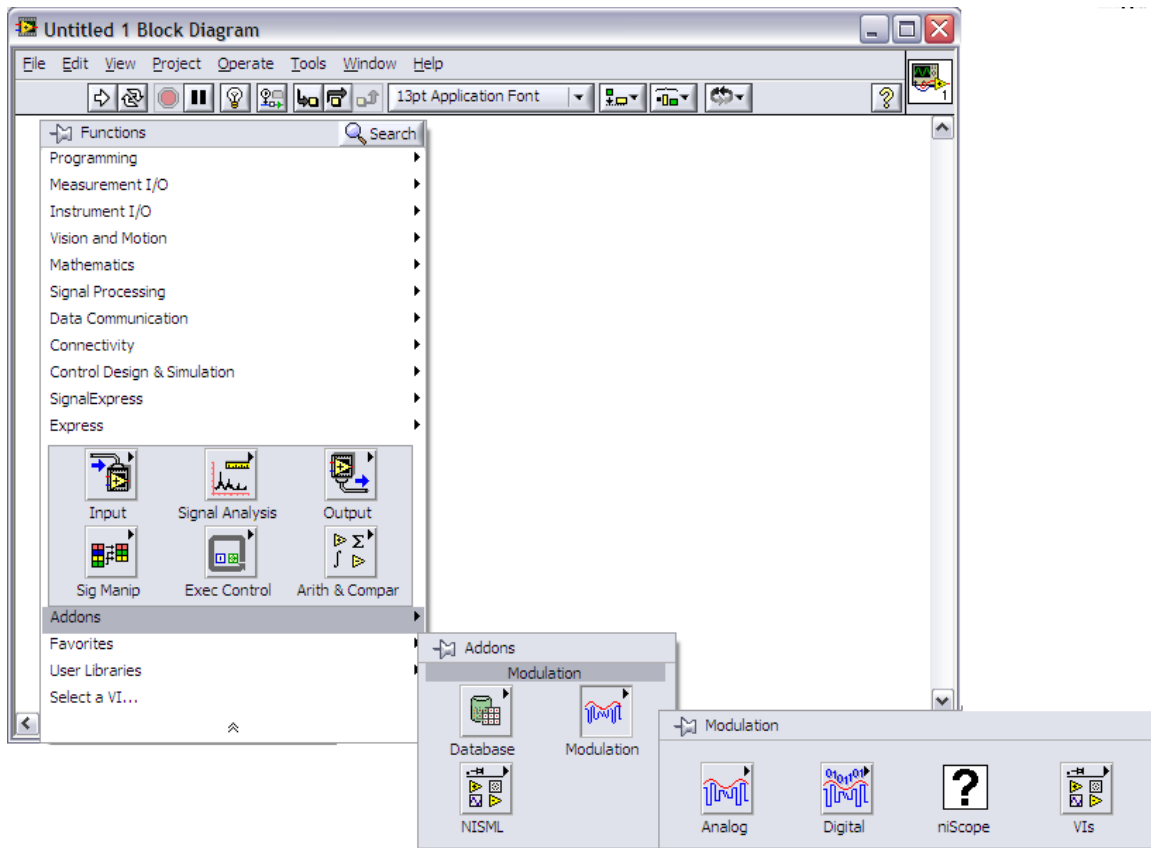 Untitled 1 Block Diagram
File Edit View Project Operate Tools Window Help
13pt Application Font
1
Functions
Search
Programming
Measurement I/O
Instrument I/O
Vision and Motion
Mathematics
Signal Processing
Data Communication
Connectivity
Control Design & Simulation
SignalExpress
Express
Input Signal Analysis Output
Sig Manip Exec Control Arith & Compar
Addons
Favorites
User Libraries
Select a VI...
Addons
Modulation
Database Modulation
NISML
Modulation
Analog Digital niScope VIs